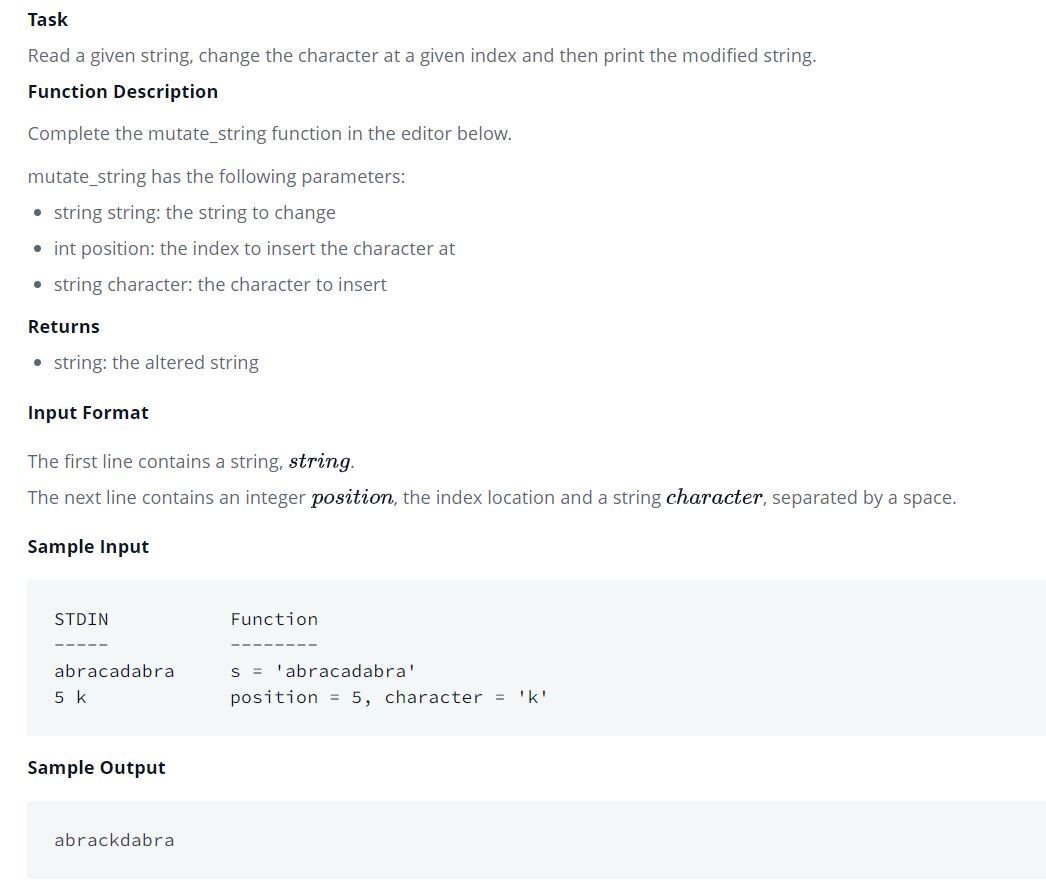 Task
Read a given string, change the character at a given index and then print the modified string.
Function Description
Complete the mutate_string function in the editor below.
mutate_string has the following parameters:
• string string: the string to change
• int position: the index to insert the character at
• string character: the character to insert
Returns
• string: the altered string
Input Format
The first line contains a string, string.
The next line contains an integer position, the index location and a string character, separated by a space.
Sample Input
STDIN           Function
-----           --------
abracadabra     s = 'abracadabra'
5 k             position = 5, character = 'k'
Sample Output
abrackdabra